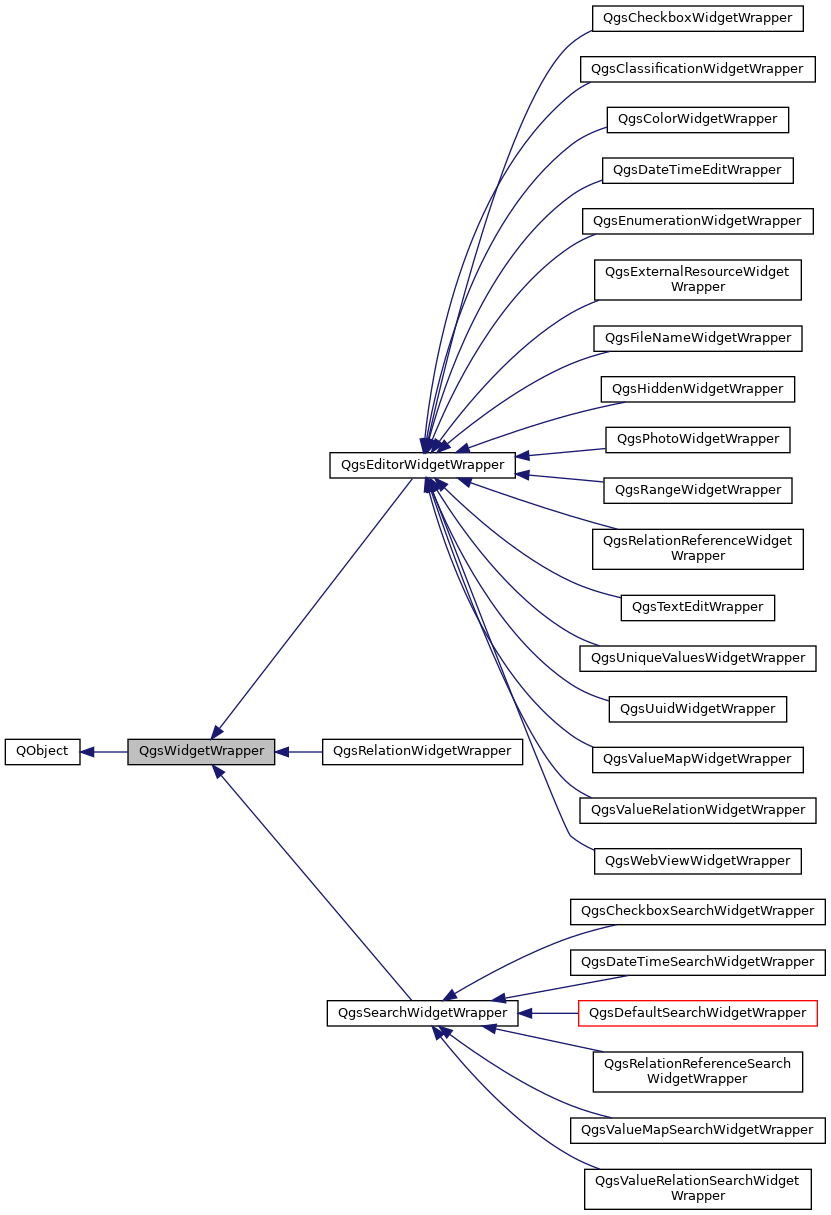 QgsCheckboxWidgetWrapper
QgsClassificationWidgetWrapper
QgsColorWidgetWrapper
QgsDateTimeEditWrapper
QgsEnumerationWidgetWrapper
QgsExternalResourceWidget
Wrapper
QgsFileNameWidgetWrapper
QgsHiddenWidgetWrapper
QgsPhotoWidgetWrapper
QgsEditorWidgetWrapper
QgsRangeWidgetWrapper
QgsRelationReferenceWidget
Wrapper
QgsTextEditWrapper
QgsUniqueValuesWidgetWrapper
QgsUuidWidgetWrapper
QObject
QgsWidgetWrapper
QgsRelationWidgetWrapper
QgsValueMapWidgetWrapper
QgsValueRelationWidgetWrapper
QgsWebViewWidgetWrapper
QgsCheckboxSearchWidgetWrapper
QgsDateTimeSearchWidgetWrapper
QgsSearchWidgetWrapper
QgsDefaultSearchWidgetWrapper
QgsRelationReferenceSearch
WidgetWrapper
QgsValueMapSearchWidgetWrapper
QgsValueRelationSearchWidget
Wrapper